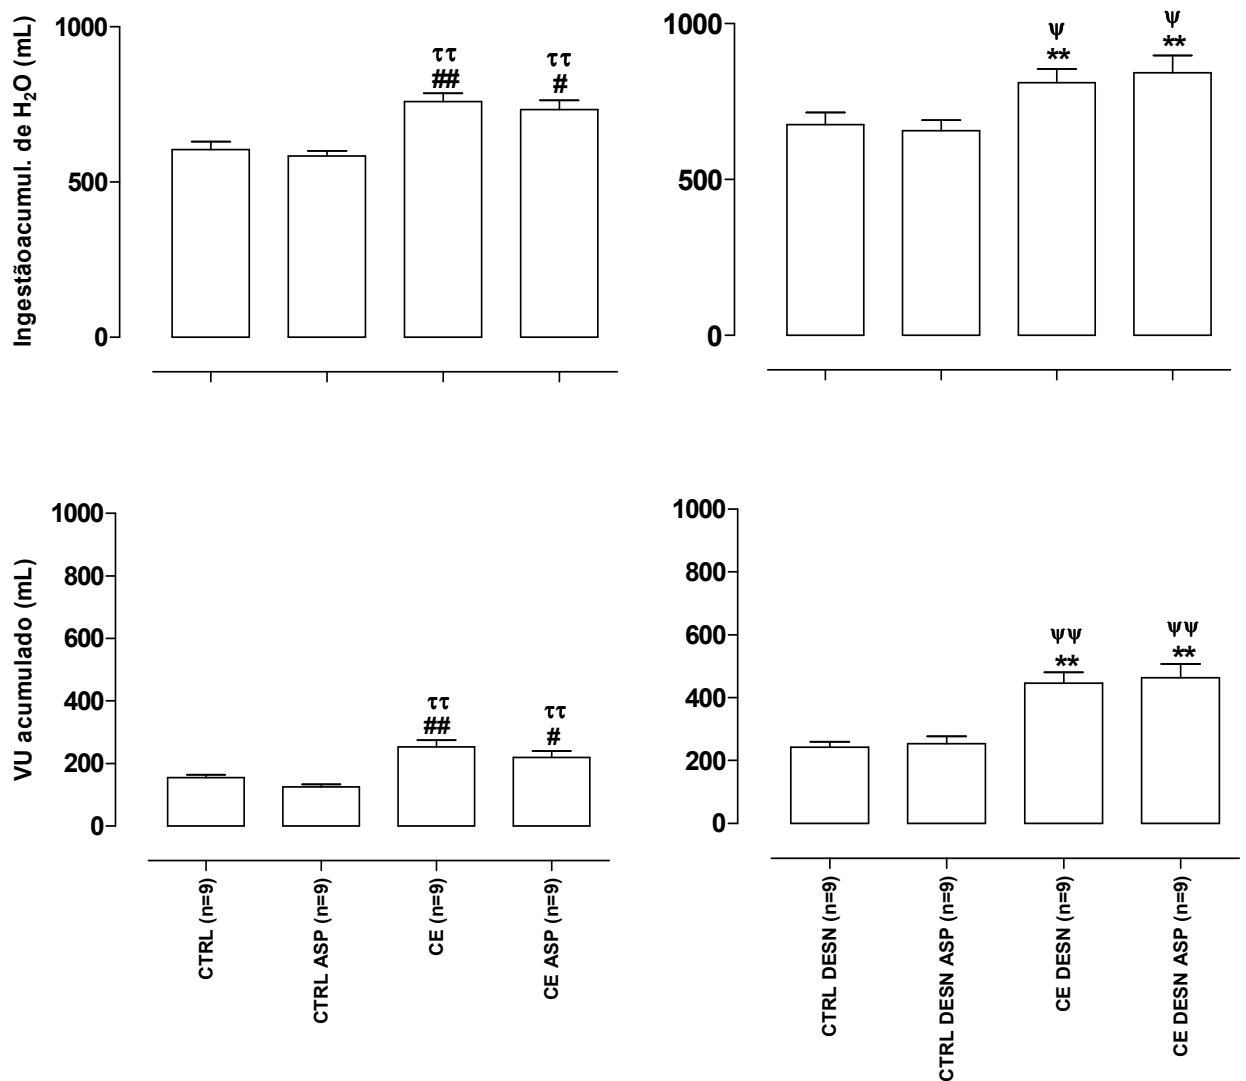 Ingestãoacumul. de H₂O (mL)
1000
500
0
ττ
##
ττ
#
1000
500
0
ψ
**
ψ
**
VU acumulado (mL)
1000
800
600
400
200
0
ττ
##
ττ
#
CTRL (n=9)
CTRL ASP (n=9)
CE (n=9)
CE ASP (n=9)
1000
800
600
400
200
0
ψψ
**
ψψ
**
CTRL DESN (n=9)
CTRL DESN ASP (n=9)
CE DESN (n=9)
CE DESN ASP (n=9)